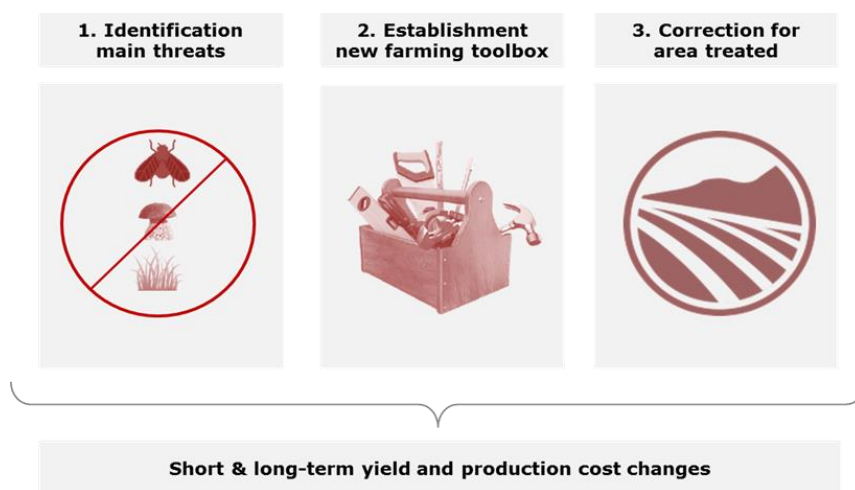 1. Identification
main threats
2. Establishment
new farming toolbox
3. Correction for
area treated
Short & long-term yield and production cost changes